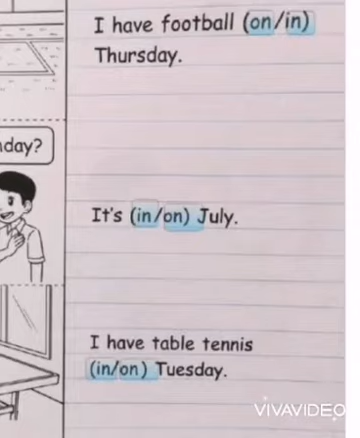 I have football (on/in)
Thursday.
day?
It's (in/on) July.
I have table tennis
(in/on) Tuesday.
VIVAVIDEO